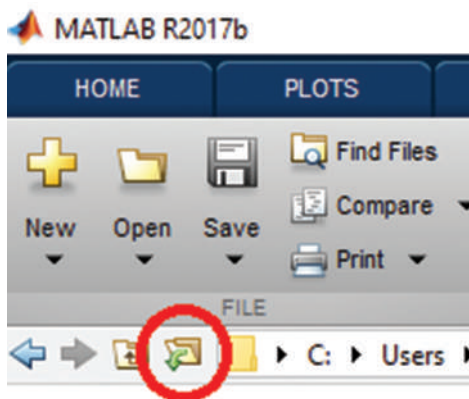 MATLAB R2017b
HOME PLOTS
Find Files
Compare
New Open Save
Print
FILE
C: Users